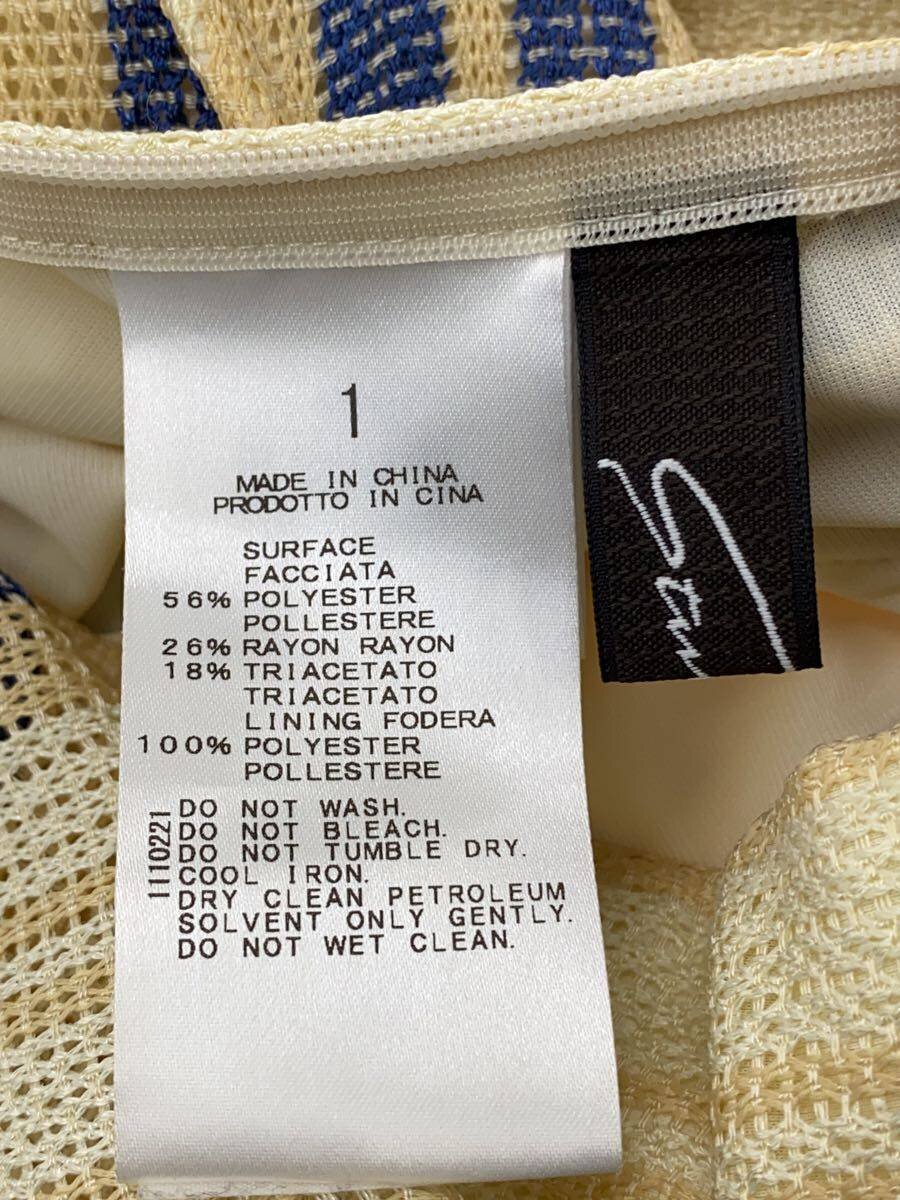 1
MADE IN CHINA
PRODOTTO IN CINA
SURFACE
FACCIATA
56% POLYESTER
POLLESTERE
26% RAYON RAYON
18% TRIACETATO
TRIACETATO
LINING FODERA
100% POLYESTER
POLLESTERE
1110221
DO NOT WASH.
DO NOT BLEACH.
DO NOT TUMBLE DRY.
COOL IRON.
DRY CLEAN PETROLEUM
SOLVENT ONLY GENTLY.
DO NOT WET CLEAN.